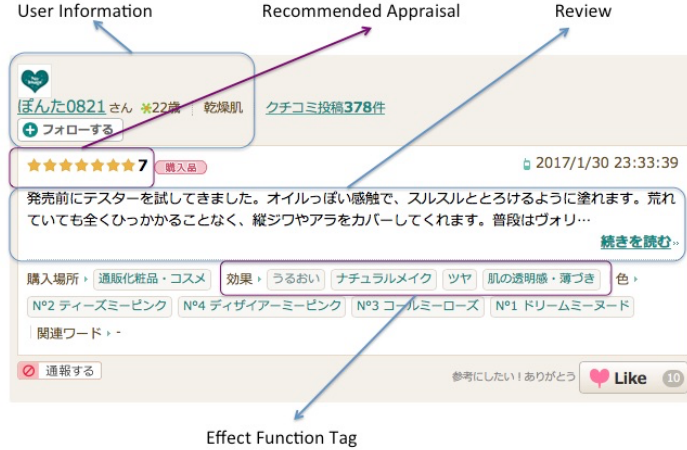 User Information
Recommended Appraisal
Review
ぽんた0821さん 22歳 乾燥肌 クチコミ投稿378件
フォローする
7 購入品 2017/1/30 23:33:39
発売前にテスターを試してきました。オイルっぽい感触で、スルスルととろけるように塗れます。荒れ
ていても全くひっかかることなく、縦ジワやアラをカバーしてくれます。普段はヴォリ…
続きを読む»
購入場所 通販化粧品・コスメ 効果 うるおい ナチュラルメイク ツヤ 肌の透明感・薄づき 色
Nº2 ティーズミーピンク Nº4 ディザイアーミーピンク Nº3 コールミーローズ Nº1 ドリームミーヌード
関連ワード -
通報する 参考にしたい！ありがとう Like 10
Effect Function Tag